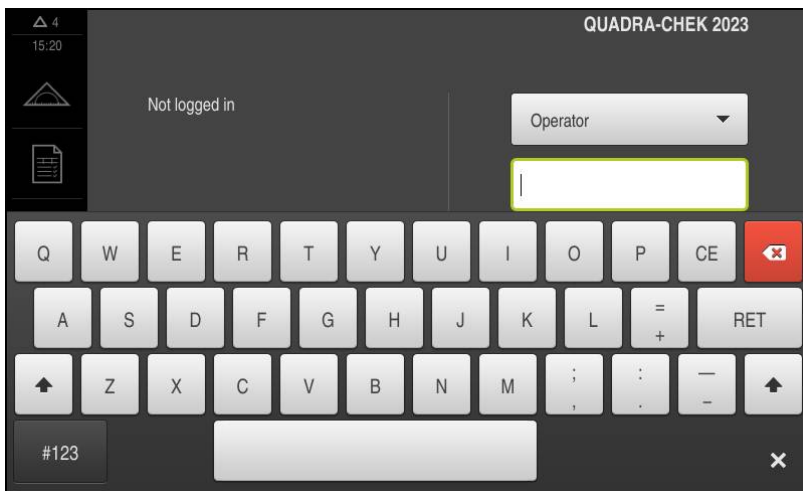 4
QUADRA-CHEK 2023
15:20
Not logged in
Operator
Q W E R T Y U I O P CE
A S D F G H J K L = + RET
Z X C V B N M ; , : . — –
#123